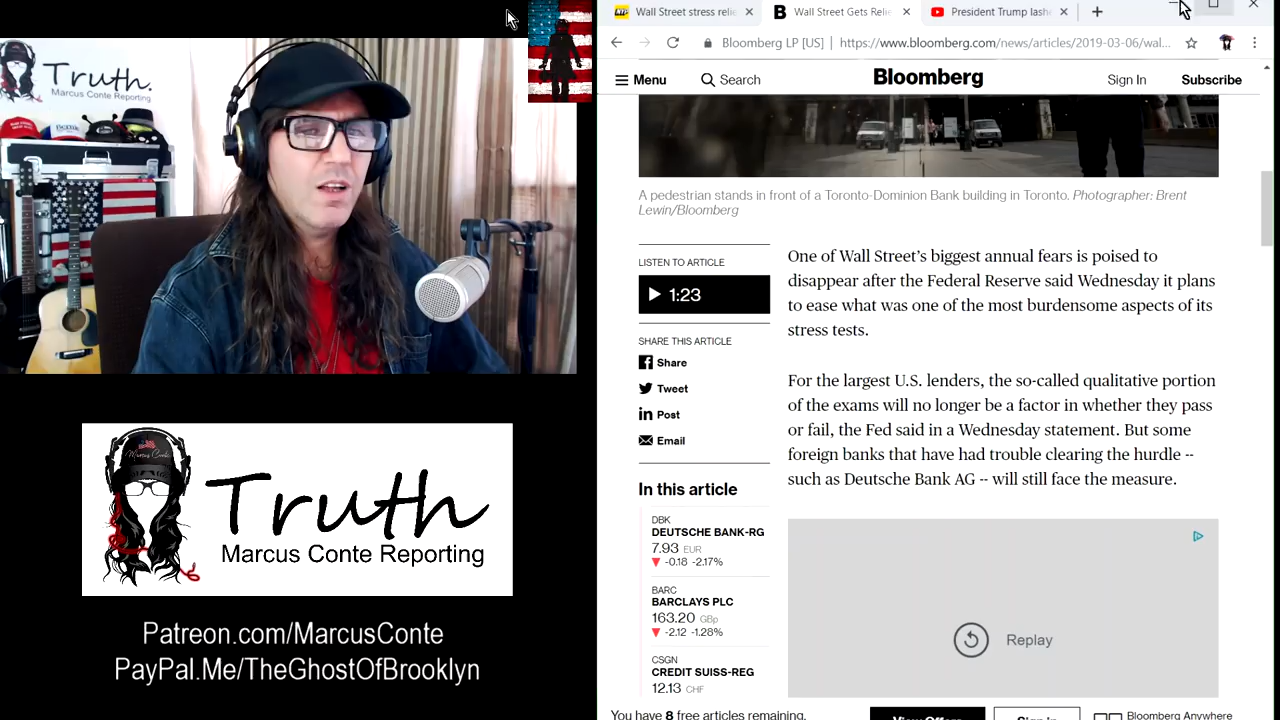 Truth.
Marcus Conte Reporting
Bernie
Marcus Conte
Truth
Marcus Conte Reporting
Patreon.com/MarcusConte
PayPal.Me/TheGhostOfBrooklyn
Wall Street stress relie
Wall Street Gets Relie
President Trump lashe
Bloomberg LP [US] | https://www.bloomberg.com/news/articles/2019-03-06/wal...
Menu
Search
Bloomberg
Sign In
Subscribe
A pedestrian stands in front of a Toronto-Dominion Bank building in Toronto. Photographer: Brent
Lewin/Bloomberg
LISTEN TO ARTICLE
1:23
SHARE THIS ARTICLE
Share
Tweet
Post
Email
In this article
DBK
DEUTSCHE BANK-RG
7.93 EUR
-0.18 -2.17%
BARC
BARCLAYS PLC
163.20 GBp
-2.12 -1.28%
CSGN
CREDIT SUISS-REG
12.13 CHF
One of Wall Street's biggest annual fears is poised to
disappear after the Federal Reserve said Wednesday it plans
to ease what was one of the most burdensome aspects of its
stress tests.
For the largest U.S. lenders, the so-called qualitative portion
of the exams will no longer be a factor in whether they pass
or fail, the Fed said in a Wednesday statement. But some
foreign banks that have had trouble clearing the hurdle --
such as Deutsche Bank AG -- will still face the measure.
Replay
You have 8 free articles remaining.
View Offers
Sign In
Bloomberg Anywhere